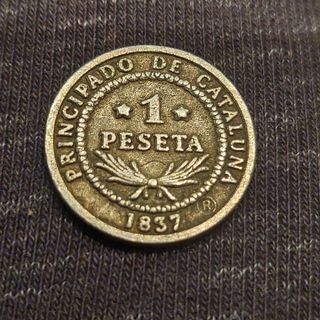 PRINCIPADO DE CATALUNA
1
PESETA
1837
R